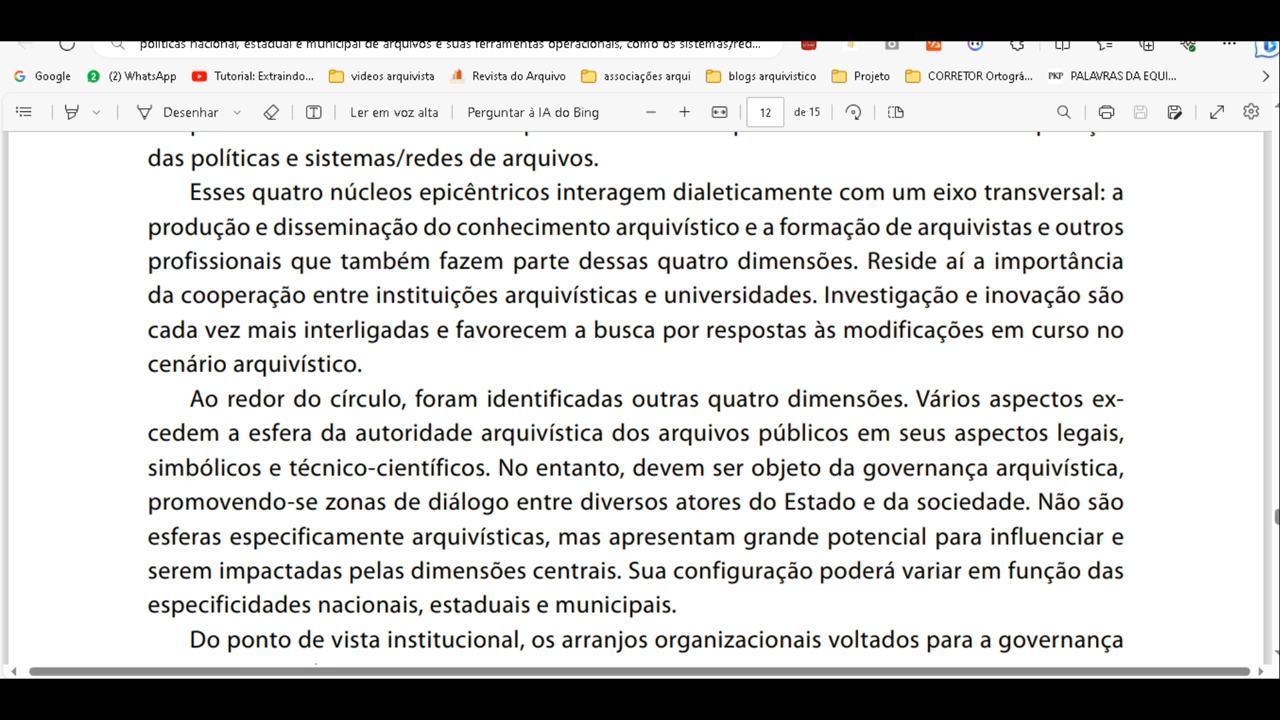 políticas nacional, estadual e municipal de arquivos e suas ferramentas operacionais, como os sistemas/red...
Google
2 (2) WhatsApp
Tutorial: Extraindo...
videos arquivista
Revista do Arquivo
associações arqui
blogs arquivistico
Projeto
CORRETOR Ortográ...
PKP PALAVRAS DA EQUI...
Desenhar
Ler em voz alta
Perguntar à IA do Bing
12
de 15
das políticas e sistemas/redes de arquivos.
Esses quatro núcleos epicêntricos interagem dialeticamente com um eixo transversal: a
produção e disseminação do conhecimento arquivístico e a formação de arquivistas e outros
profissionais que também fazem parte dessas quatro dimensões. Reside aí a importância
da cooperação entre instituições arquivísticas e universidades. Investigação e inovação são
cada vez mais interligadas e favorecem a busca por respostas às modificações em curso no
cenário arquivístico.
Ao redor do círculo, foram identificadas outras quatro dimensões. Vários aspectos ex-
cedem a esfera da autoridade arquivística dos arquivos públicos em seus aspectos legais,
simbólicos e técnico-científicos. No entanto, devem ser objeto da governança arquivística,
promovendo-se zonas de diálogo entre diversos atores do Estado e da sociedade. Não são
esferas especificamente arquivísticas, mas apresentam grande potencial para influenciar e
serem impactadas pelas dimensões centrais. Sua configuração poderá variar em função das
especificidades nacionais, estaduais e municipais.
Do ponto de vista institucional, os arranjos organizacionais voltados para a governança